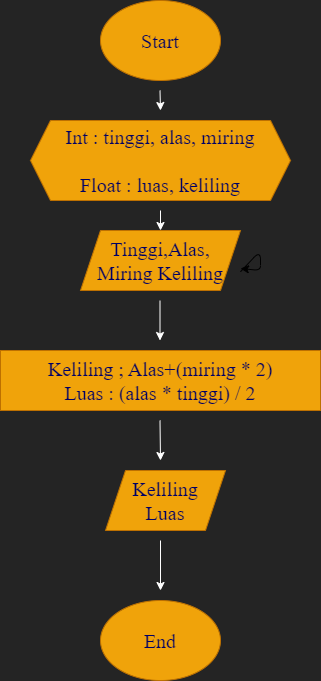 Start
Int : tinggi, alas, miring
Float : luas, keliling
Tinggi,Alas,
Miring Keliling
Keliling ; Alas+(miring * 2)
Luas : (alas * tinggi) / 2
Keliling
Luas
End